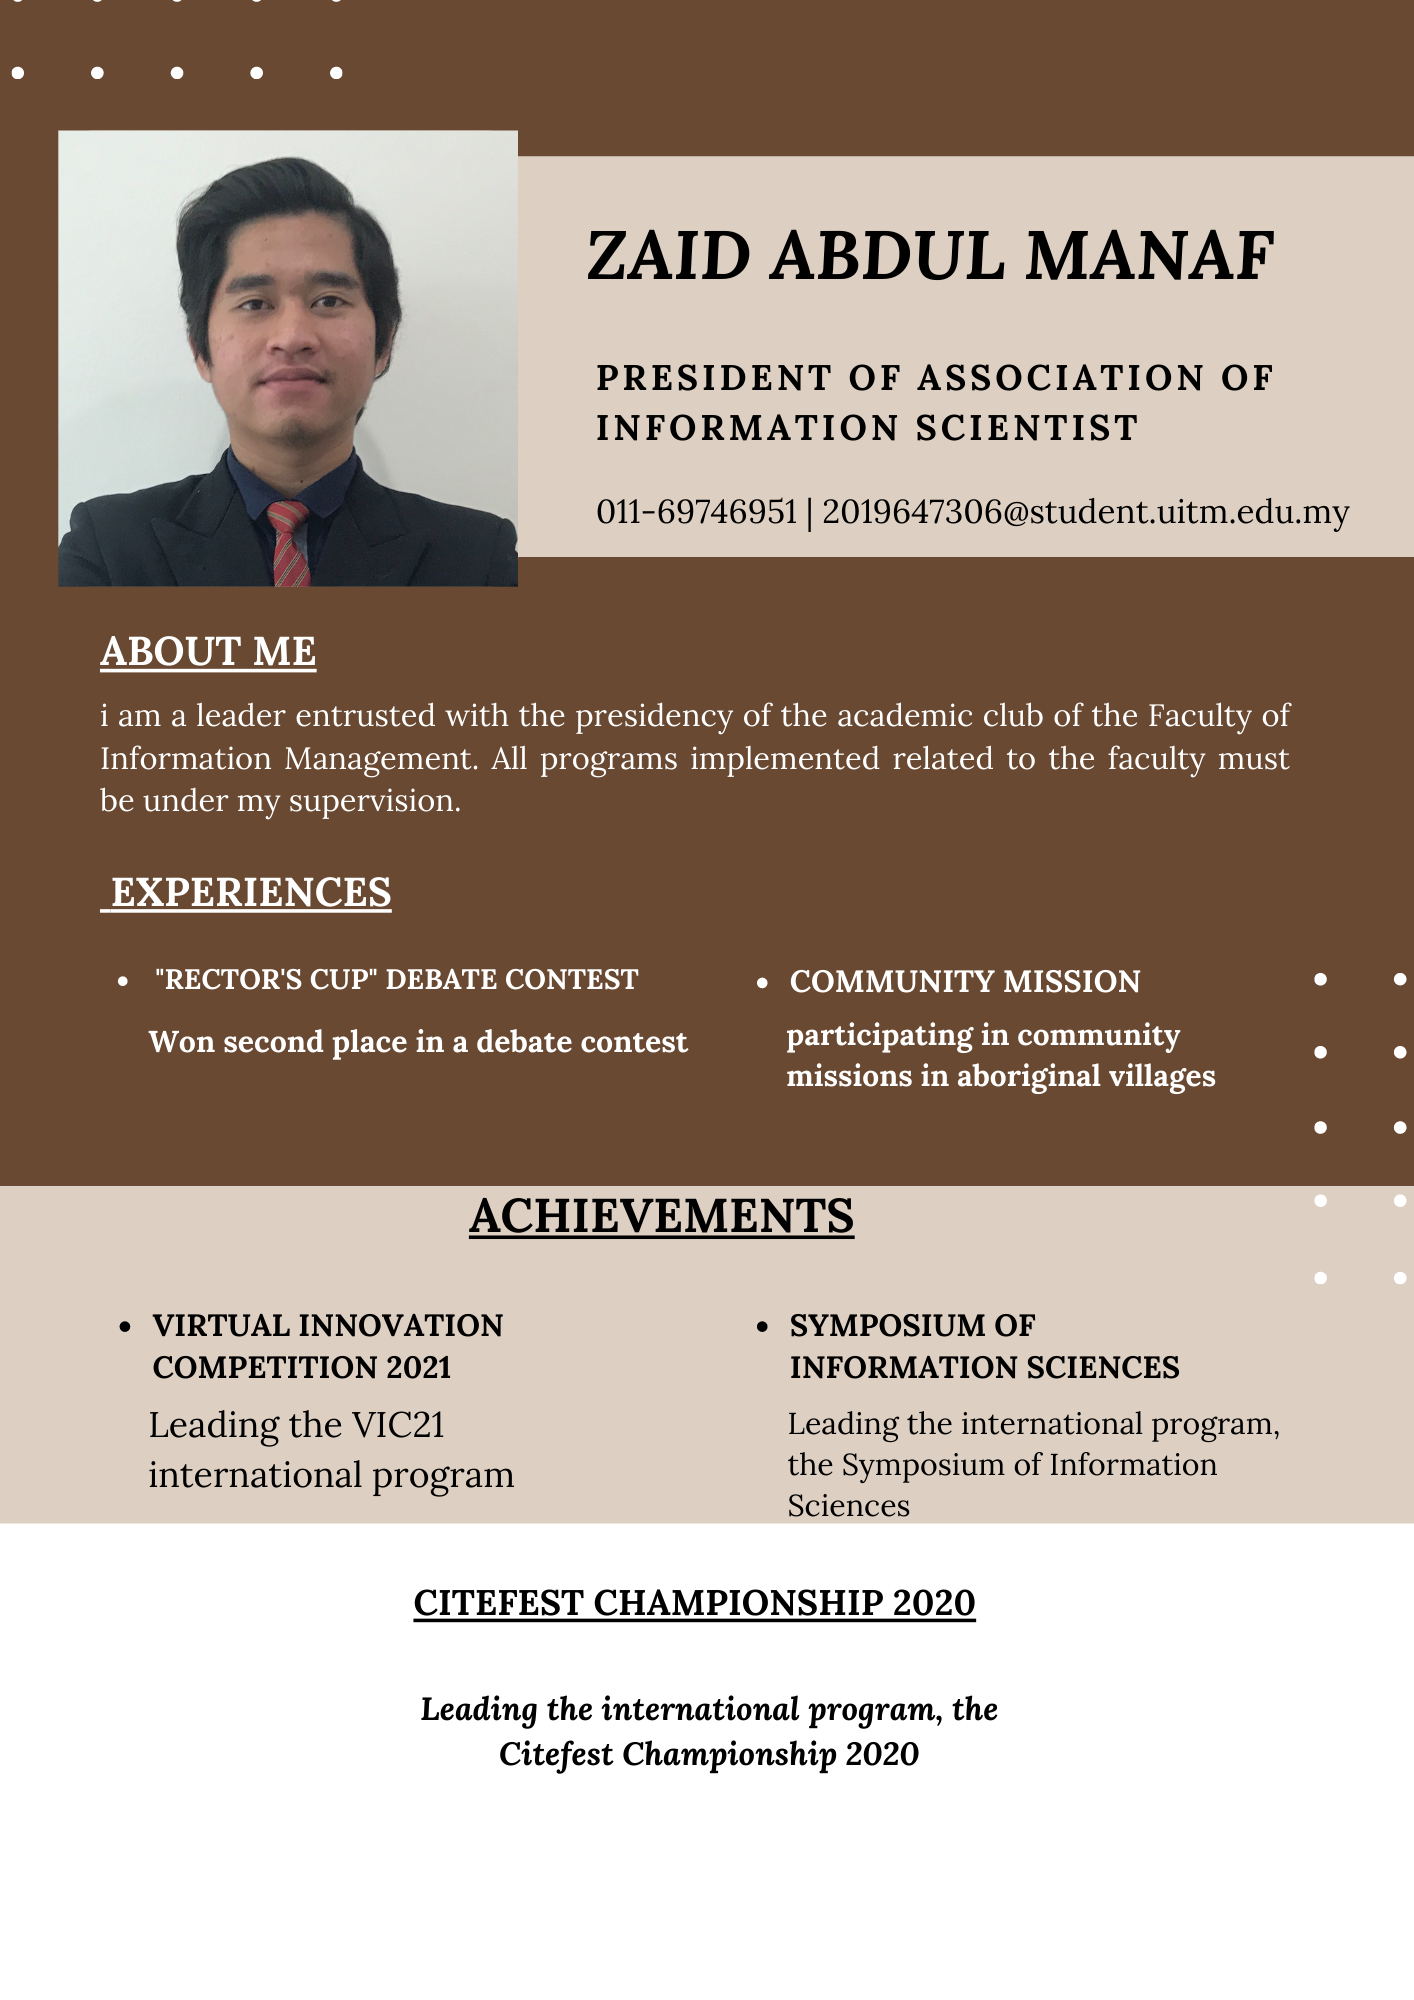 ZAID ABDUL MANAF
PRESIDENT OF ASSOCIATION OF
INFORMATION SCIENTIST
011-69746951 | 2019647306@student.uitm.edu.my
ABOUT ME
i am a leader entrusted with the presidency of the academic club of the Faculty of
Information Management. All programs implemented related to the faculty must
be under my supervision.
EXPERIENCES
• "RECTOR'S CUP" DEBATE CONTEST
Won second place in a debate contest
• COMMUNITY MISSION
participating in community
missions in aboriginal villages
ACHIEVEMENTS
• VIRTUAL INNOVATION
COMPETITION 2021
Leading the VIC21
international program
• SYMPOSIUM OF
INFORMATION SCIENCES
Leading the international program,
the Symposium of Information
Sciences
CITEFEST CHAMPIONSHIP 2020
Leading the international program, the
Citefest Championship 2020